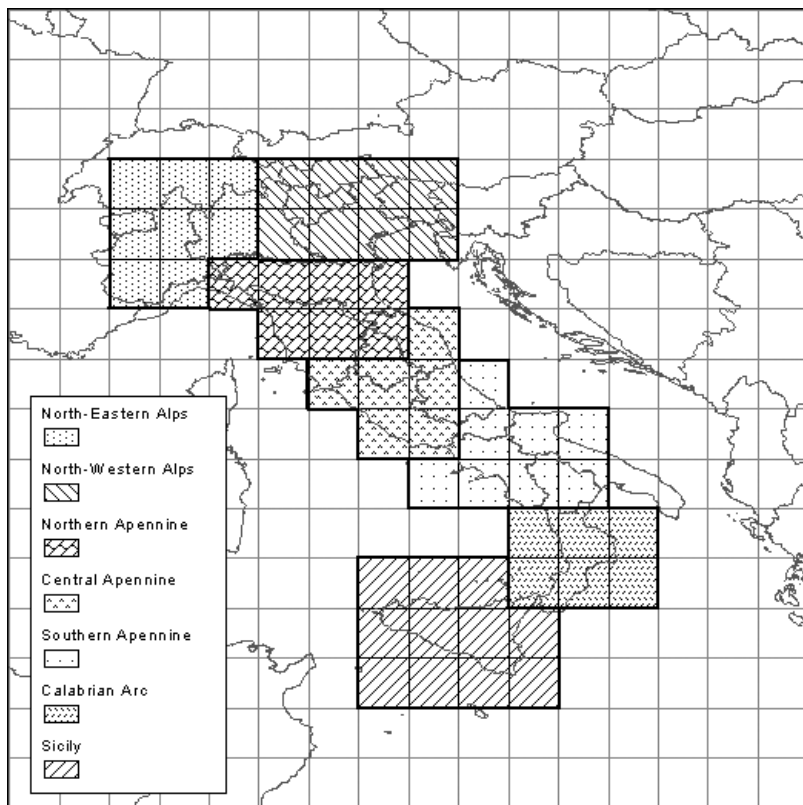 North-Eastern Alps
North-Western Alps
Northern Apennine
Central Apennine
Southern Apennine
Calabrian Arc
Sicily